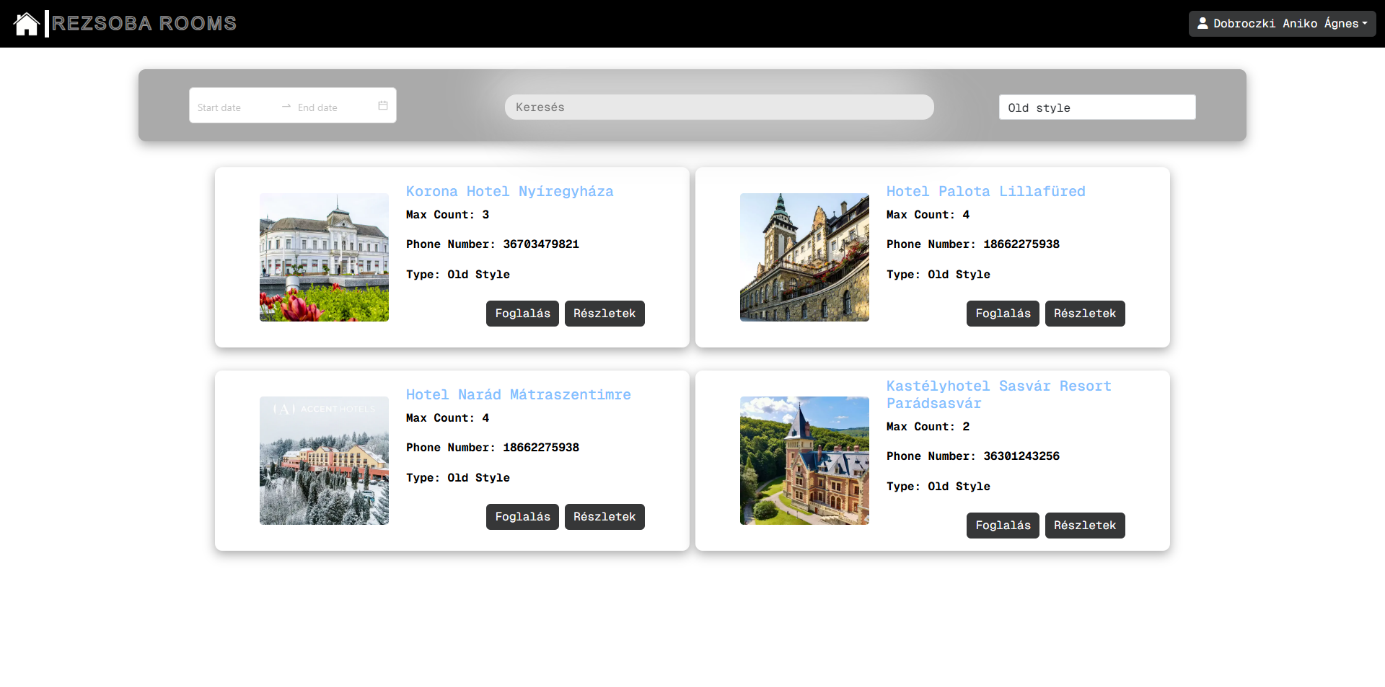 REZSOBA ROOMS
Dobroczki Aniko Ágnes
Start date
End date
Keresés
Old style
Korona Hotel Nyíregyháza
Max Count: 3
Phone Number: 36703479821
Type: Old Style
Foglalás
Részletek
Hotel Palota Lillafüred
Max Count: 4
Phone Number: 18662275938
Type: Old Style
Foglalás
Részletek
ACCENT HOTELS
Hotel Narád Mátraszentimre
Max Count: 4
Phone Number: 18662275938
Type: Old Style
Foglalás
Részletek
Kastélyhotel Sasvár Resort
Parádsasvár
Max Count: 2
Phone Number: 36301243256
Type: Old Style
Foglalás
Részletek